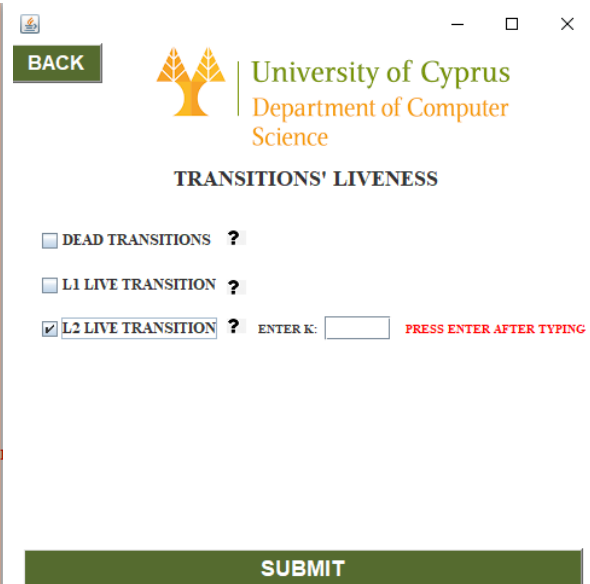 BACK
University of Cyprus
Department of Computer
Science
TRANSITIONS' LIVENESS
DEAD TRANSITIONS ?
L1 LIVE TRANSITION ?
L2 LIVE TRANSITION ? ENTER K: PRESS ENTER AFTER TYPING
SUBMIT